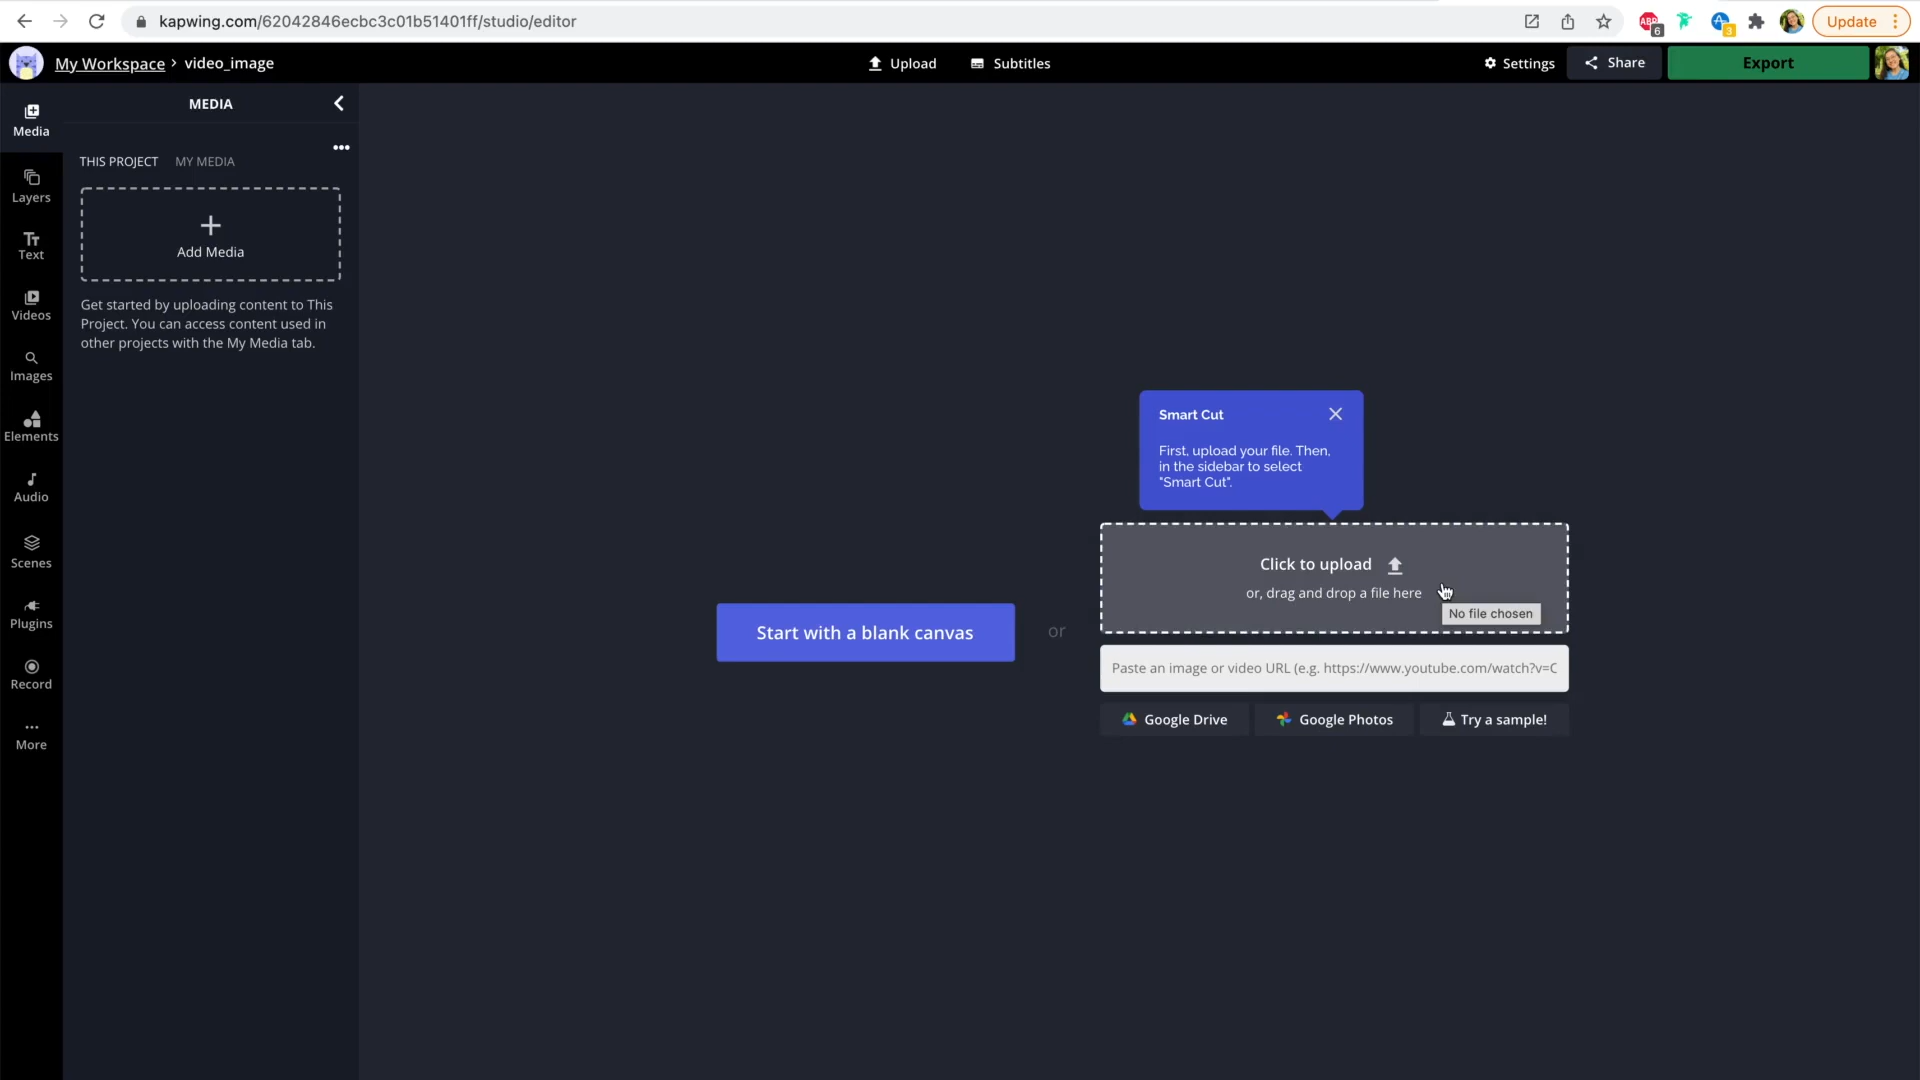 kapwing.com/62042846ecbc3c01b51401ff/studio/editor
ABP
6
3
Update
My Workspace › video_image
Upload
Subtitles
Settings
Share
Export
Media
Layers
Text
Videos
Images
Elements
Audio
Scenes
Plugins
Record
More
MEDIA
THIS PROJECT
MY MEDIA
Add Media
Get started by uploading content to This
Project. You can access content used in
other projects with the My Media tab.
Start with a blank canvas
or
Smart Cut
First, upload your file. Then,
in the sidebar to select
"Smart Cut".
Click to upload
or, drag and drop a file here
No file chosen
Paste an image or video URL (e.g. https://www.youtube.com/watch?v=C
Google Drive
Google Photos
Try a sample!